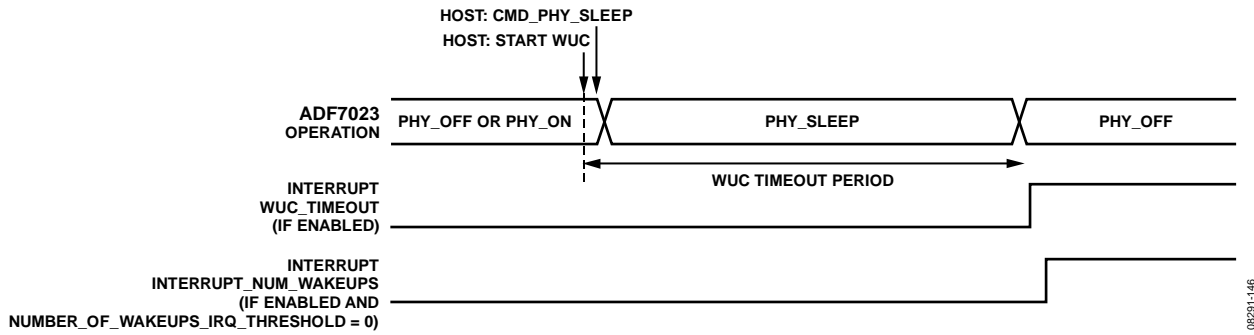 HOST: CMD_PHY_SLEEP
HOST: START WUC
ADF7023
OPERATION
PHY_OFF OR PHY_ON
PHY_SLEEP
PHY_OFF
WUC TIMEOUT PERIOD
INTERRUPT
WUC_TIMEOUT
(IF ENABLED)
INTERRUPT
INTERRUPT_NUM_WAKEUPS
(IF ENABLED AND
NUMBER_OF_WAKEUPS_IRQ_THRESHOLD = 0)
08291-146